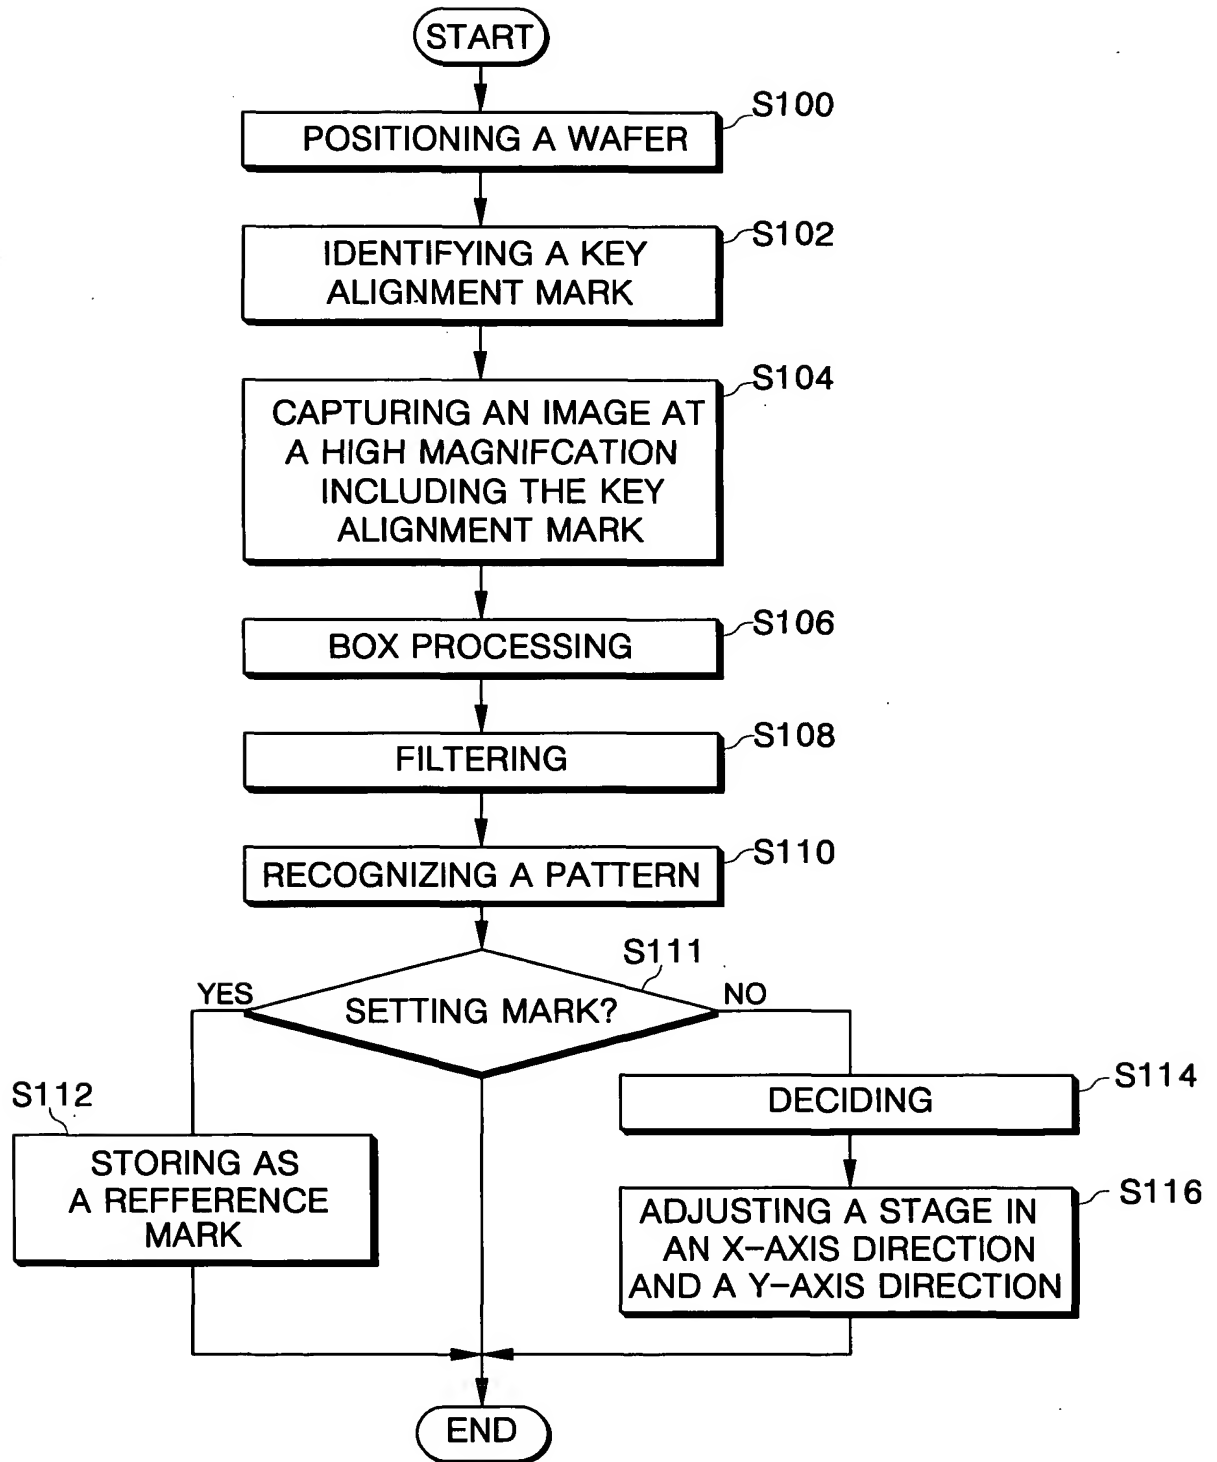 START
S100
POSITIONING A WAFER
S102
IDENTIFYING A KEY
ALIGNMENT MARK
S104
CAPTURING AN IMAGE AT
A HIGH MAGNIFCATION
INCLUDING THE KEY
ALIGNMENT MARK
S106
BOX PROCESSING
S108
FILTERING
S110
RECOGNIZING A PATTERN
S111
YES
SETTING MARK?
NO
S112
STORING AS
A REFFERENCE
MARK
S114
DECIDING
S116
ADJUSTING A STAGE IN
AN X-AXIS DIRECTION
AND A Y-AXIS DIRECTION
END